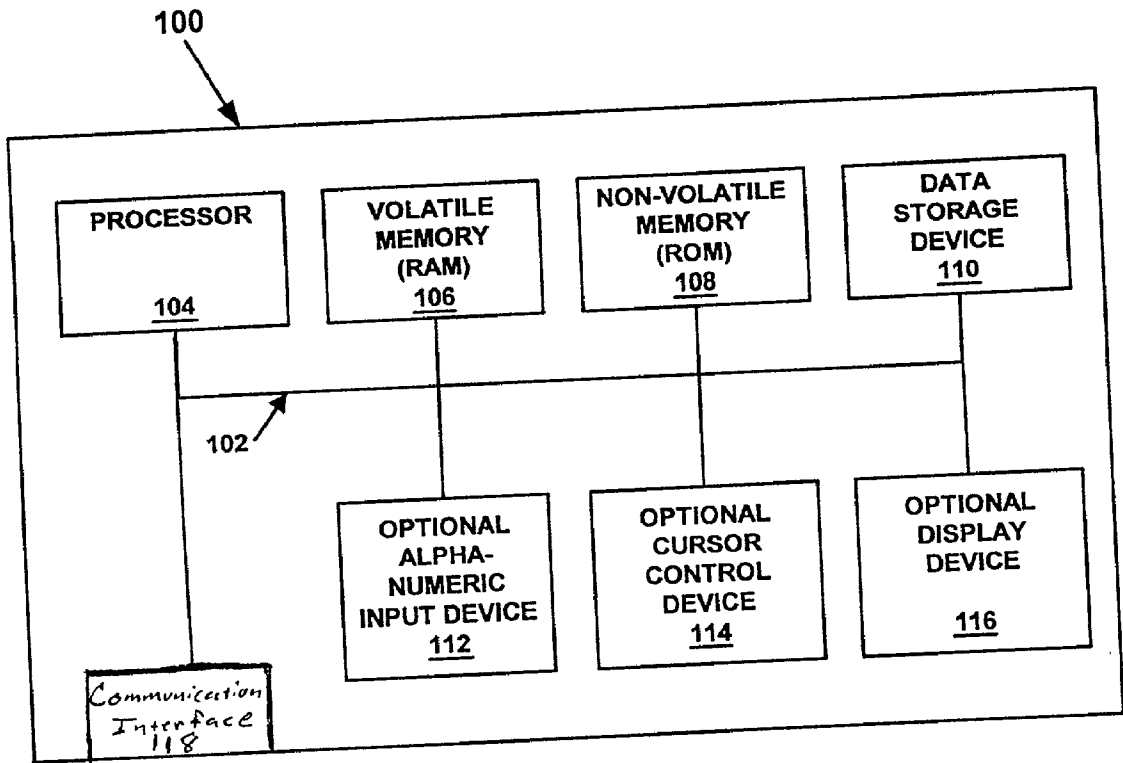 100
PROCESSOR
104
VOLATILE
MEMORY
(RAM)
106
NON-VOLATILE
MEMORY
(ROM)
108
DATA
STORAGE
DEVICE
110
102
OPTIONAL
ALPHA-
NUMERIC
INPUT DEVICE
112
OPTIONAL
CURSOR
CONTROL
DEVICE
114
OPTIONAL
DISPLAY
DEVICE
116
Communication
Interface
118